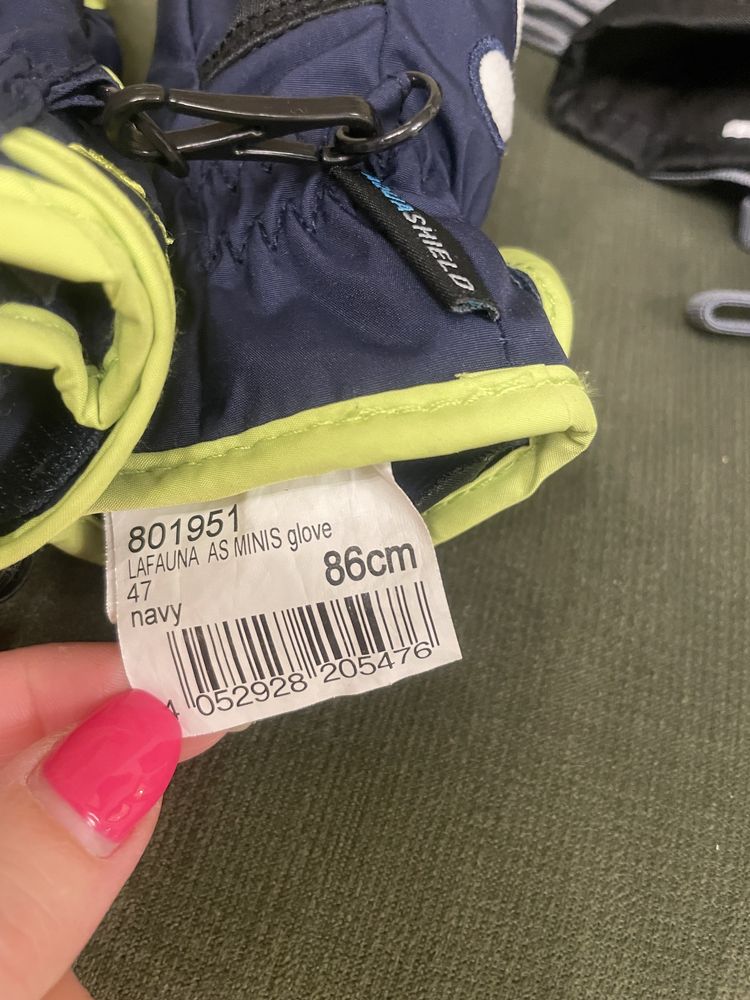 SHIELD
801951
LAFAUNA AS MINIS glove
86cm
47
navy
4 052928 205476